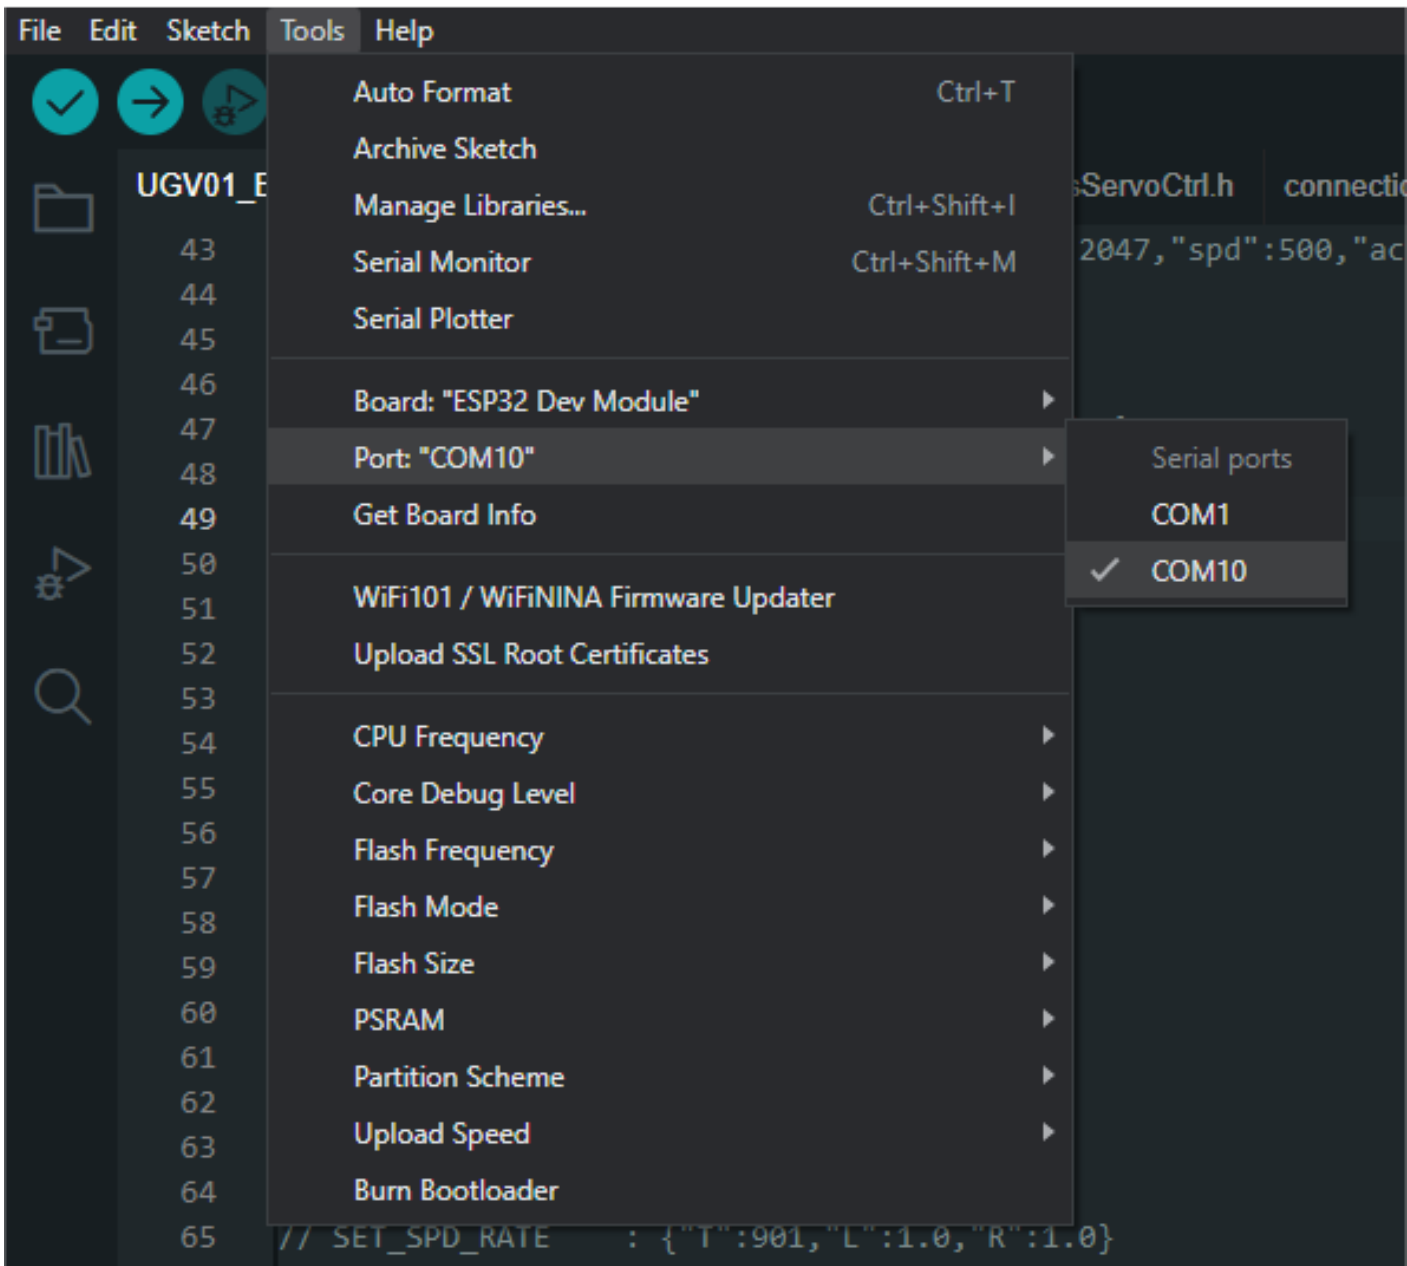 File Edit Sketch Tools Help
Auto Format Ctrl+T
Archive Sketch
Manage Libraries... Ctrl+Shift+I
Serial Monitor Ctrl+Shift+M
Serial Plotter
Board: "ESP32 Dev Module"
Port: "COM10"
Get Board Info
WiFi101 / WiFiNINA Firmware Updater
Upload SSL Root Certificates
CPU Frequency
Core Debug Level
Flash Frequency
Flash Mode
Flash Size
PSRAM
Partition Scheme
Upload Speed
Burn Bootloader
Serial ports
COM1
COM10
UGV01_ sServoCtrl.h connectio
43 2047,"spd":500,"ac
44
45
46
47
48
49
50
51
52
53
54
55
56
57
58
59
60
61
62
63
64
65 // SET_SPD_RATE : {"T":901,"L":1.0,"R":1.0}